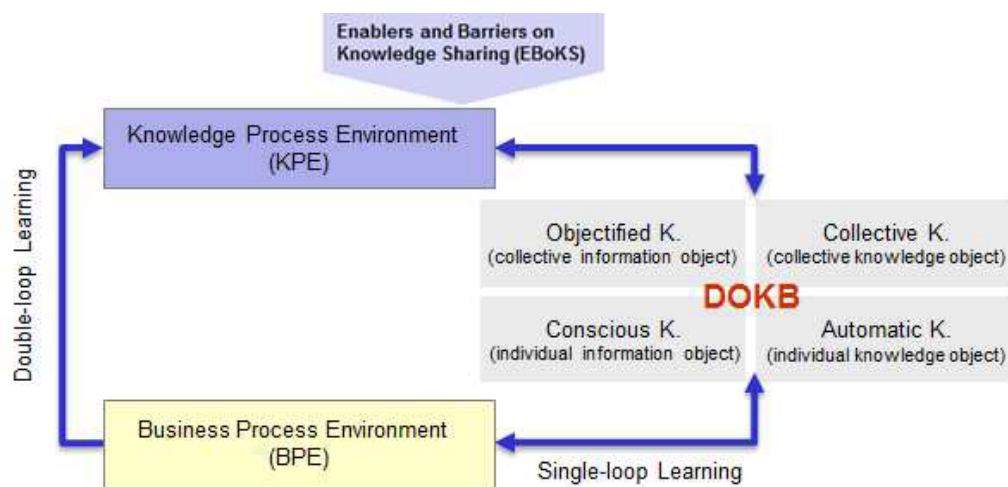 Enablers and Barriers on
Knowledge Sharing (EBoKS)
Knowledge Process Environment
(KPE)
Double-loop Learning
Objectified K.
(collective information object)
Collective K.
(collective knowledge object)
DOKB
Conscious K.
(individual information object)
Automatic K.
(individual knowledge object)
Business Process Environment
(BPE)
Single-loop Learning